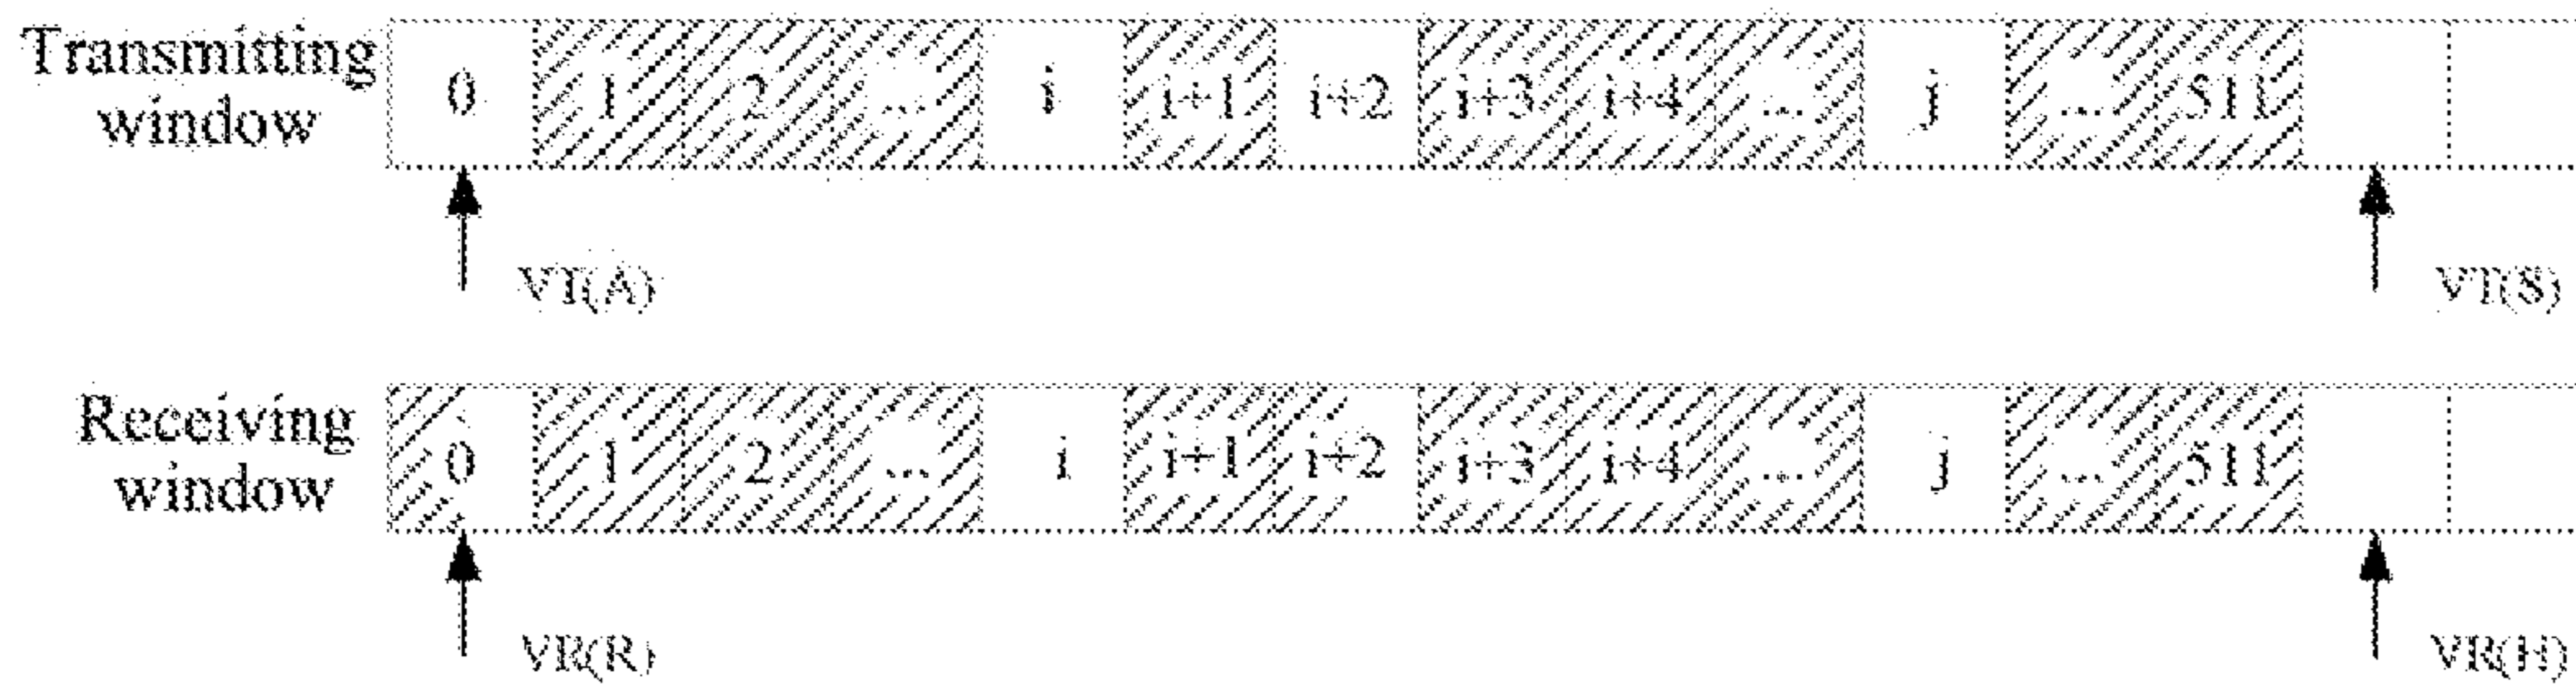 Transmitting
window
0 1 2 ... i i+1 i+2 i+3 i+4 ... j ... 511
VT(A) VT(S)
Receiving
window
0 1 2 ... i i+1 i+2 i+3 i+4 ... j ... 511
VR(R) VR(H)